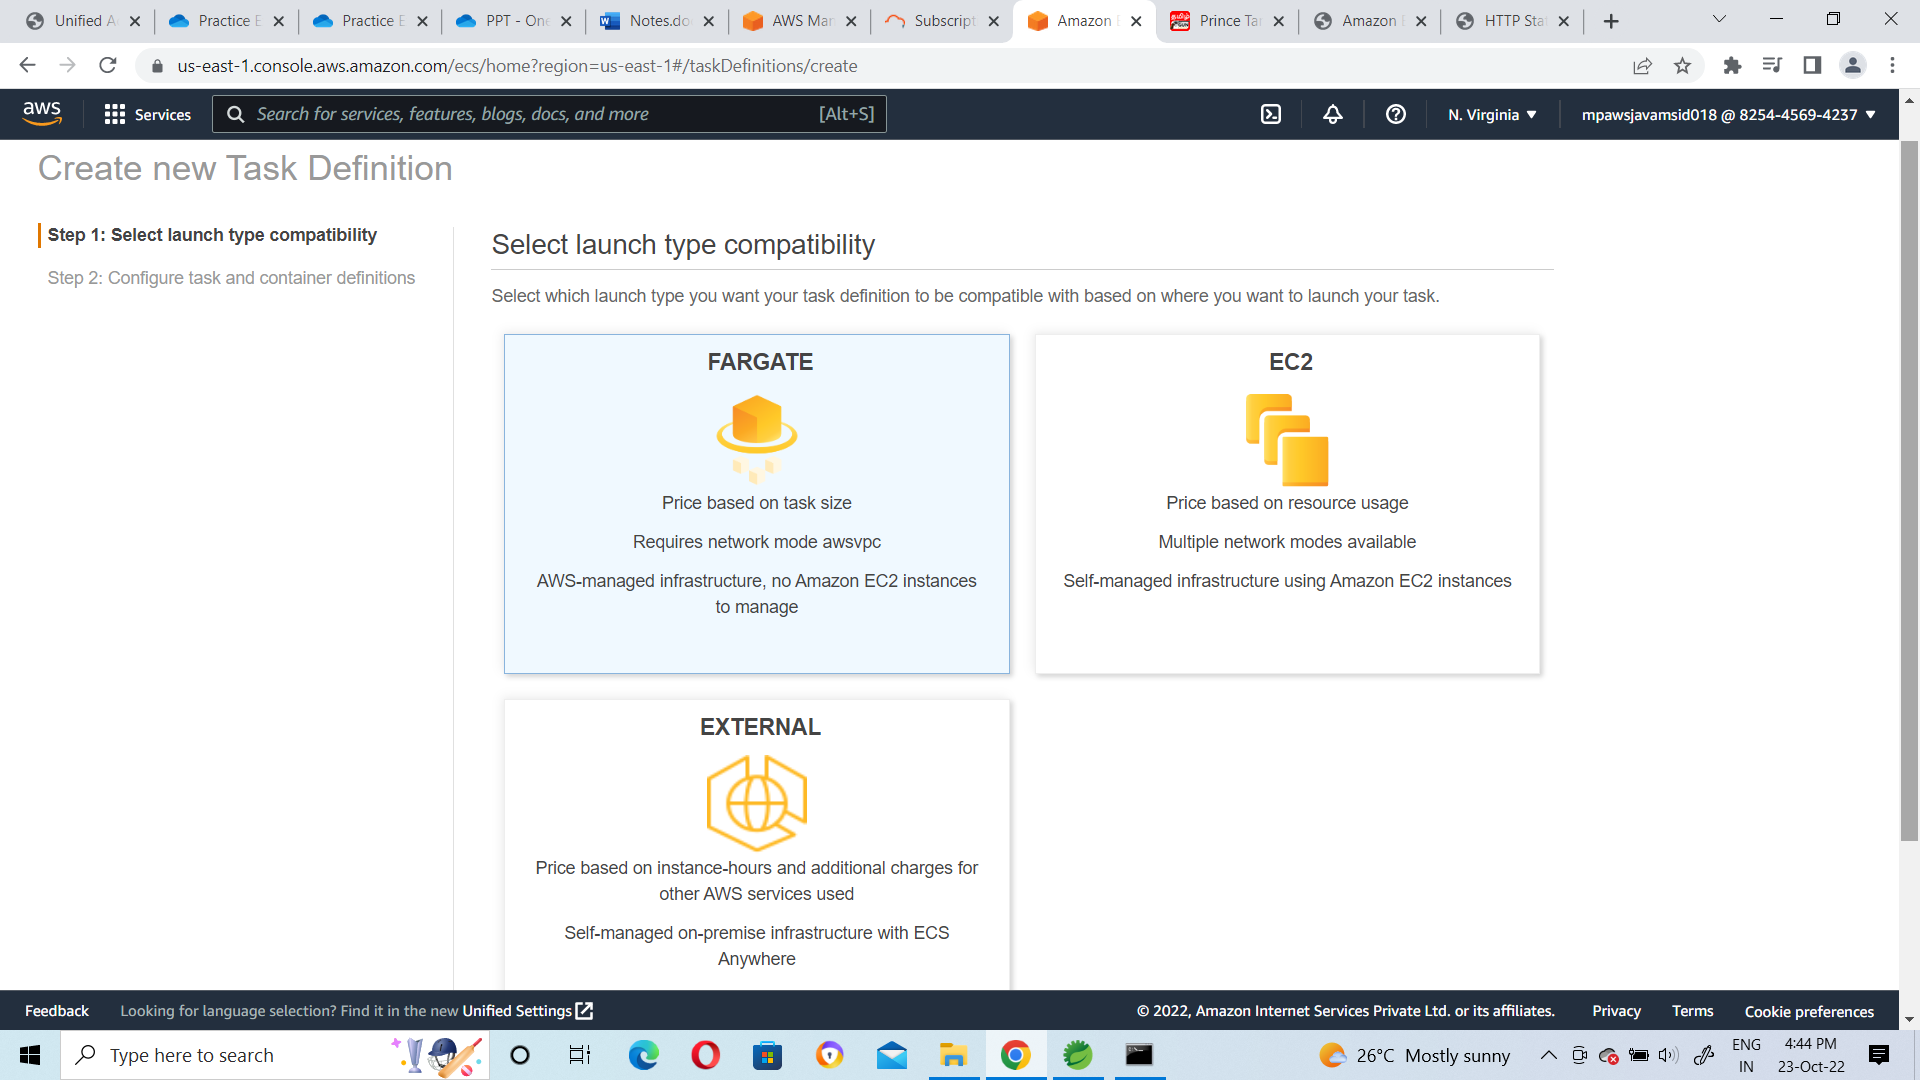 Unified A
Practice E
Practice E
PPT - One
Notes.do
AWS Man
Subscript
Amazon
Prince Tar
Amazon E
HTTP Stat
us-east-1.console.aws.amazon.com/ecs/home?region=us-east-1#/taskDefinitions/create
aws
Services
Search for services, features, blogs, docs, and more
[Alt+S]
N. Virginia
mpawsjavamsid018 @ 8254-4569-4237
Create new Task Definition
Step 1: Select launch type compatibility
Step 2: Configure task and container definitions
Select launch type compatibility
Select which launch type you want your task definition to be compatible with based on where you want to launch your task.
FARGATE
Price based on task size
Requires network mode awsvpc
AWS-managed infrastructure, no Amazon EC2 instances
to manage
EC2
Price based on resource usage
Multiple network modes available
Self-managed infrastructure using Amazon EC2 instances
EXTERNAL
Price based on instance-hours and additional charges for
other AWS services used
Self-managed on-premise infrastructure with ECS
Anywhere
Feedback
Looking for language selection? Find it in the new Unified Settings
© 2022, Amazon Internet Services Private Ltd. or its affiliates.
Privacy
Terms
Cookie preferences
Type here to search
26°C Mostly sunny
ENG
IN
4:44 PM
23-Oct-22